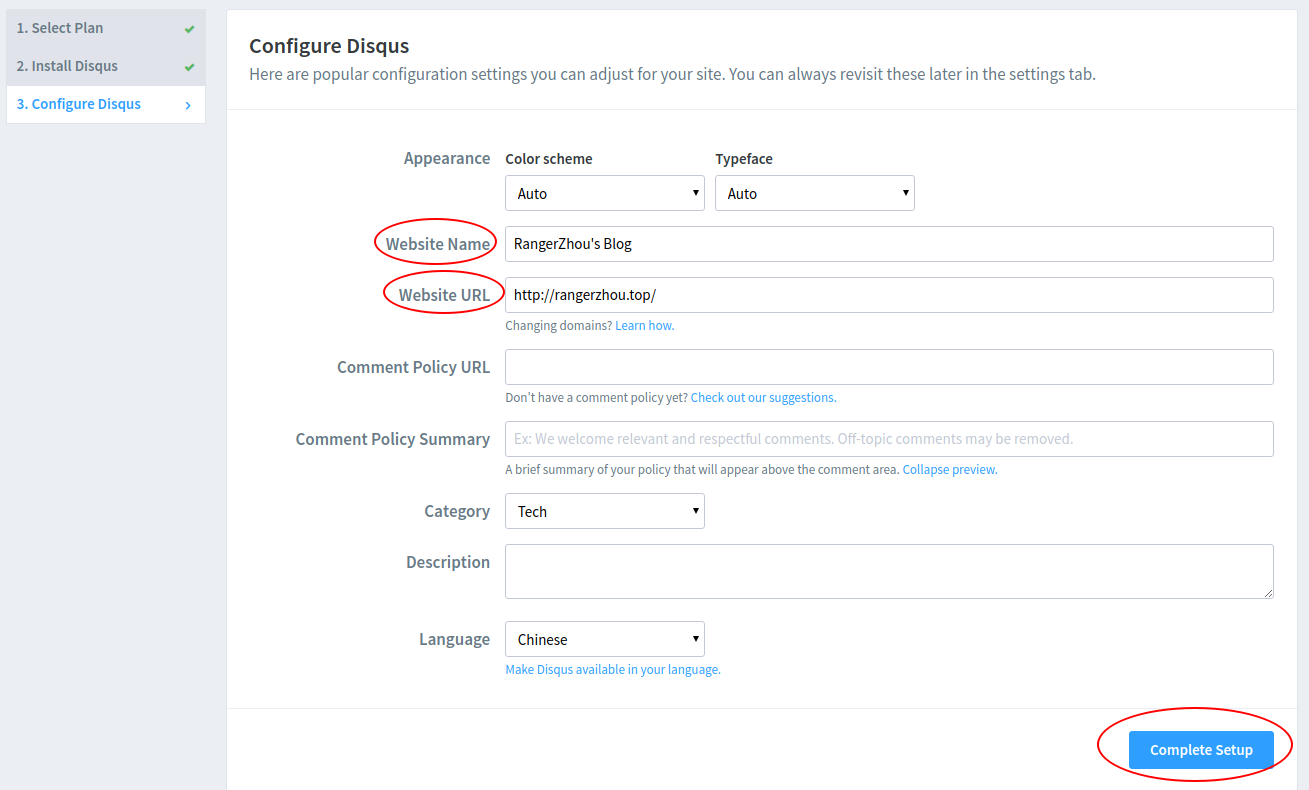 1. Select Plan
2. Install Disqus
3. Configure Disqus
Configure Disqus
Here are popular configuration settings you can adjust for your site. You can always revisit these later in the settings tab.
Appearance
Color scheme
Typeface
Auto
Auto
Website Name
RangerZhou's Blog
Website URL
http://rangerzhou.top/
Changing domains? Learn how.
Comment Policy URL
Don't have a comment policy yet? Check out our suggestions.
Comment Policy Summary
Ex: We welcome relevant and respectful comments. Off-topic comments may be removed.
A brief summary of your policy that will appear above the comment area. Collapse preview.
Category
Tech
Description
Language
Chinese
Make Disqus available in your language.
Complete Setup